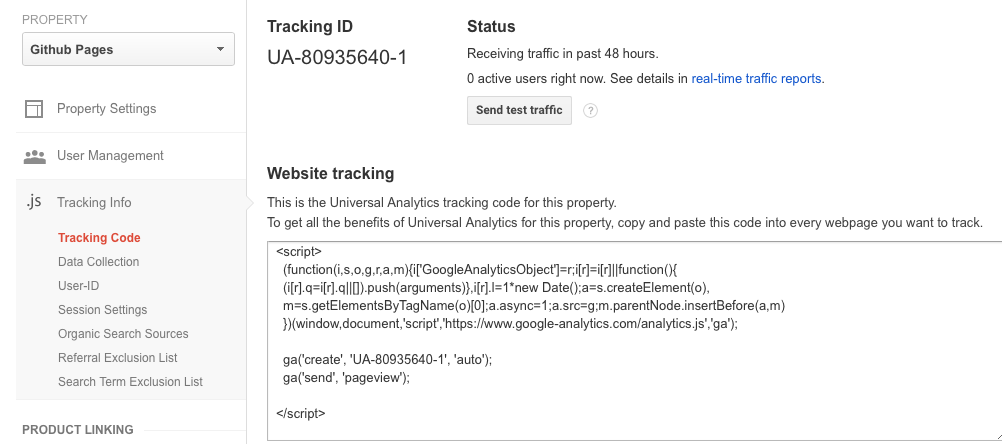 PROPERTY
Github Pages
Property Settings
User Management
.js Tracking Info
Tracking Code
Data Collection
User-ID
Session Settings
Organic Search Sources
Referral Exclusion List
Search Term Exclusion List
PRODUCT LINKING
Tracking ID
UA-80935640-1
Status
Receiving traffic in past 48 hours.
0 active users right now. See details in real-time traffic reports.
Send test traffic ?
Website tracking
This is the Universal Analytics tracking code for this property.
To get all the benefits of Universal Analytics for this property, copy and paste this code into every webpage you want to track.
<script>
(function(i,s,o,g,r,a,m){i['GoogleAnalyticsObject']=r;i[r]=i[r]||function(){
(i[r].q=i[r].q||[]).push(arguments)},i[r].l=1*new Date();a=s.createElement(o),
m=s.getElementsByTagName(o)[0];a.async=1;a.src=g;m.parentNode.insertBefore(a,m)
})(window,document,'script','https://www.google-analytics.com/analytics.js','ga');
ga('create', 'UA-80935640-1', 'auto');
ga('send', 'pageview');
</script>